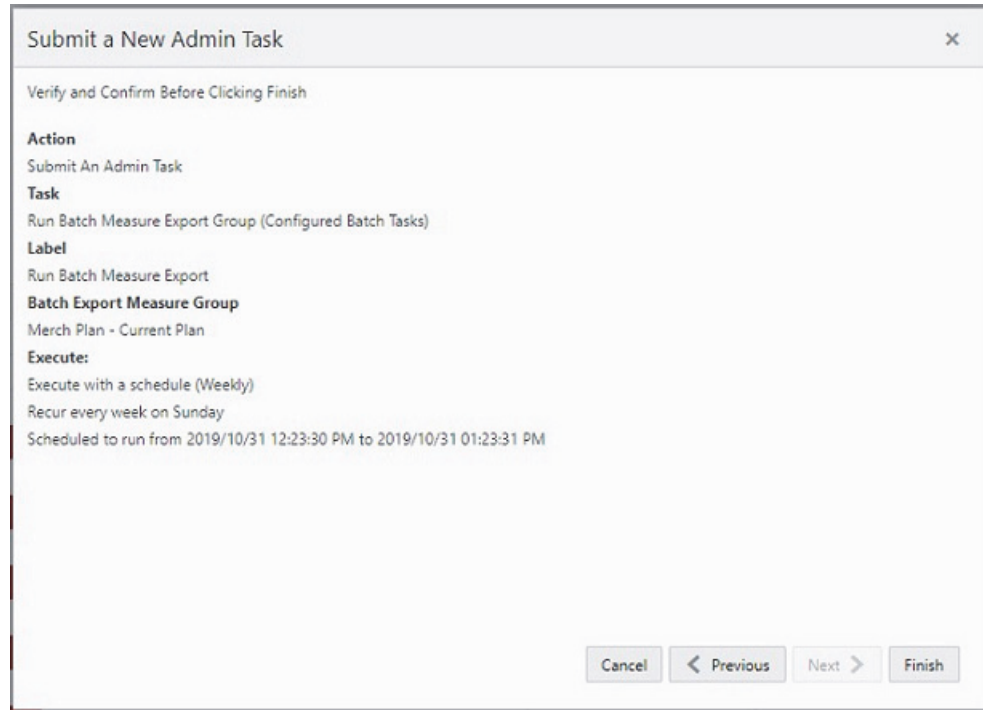 Submit a New Admin Task
Verify and Confirm Before Clicking Finish
Action
Submit An Admin Task
Task
Run Batch Measure Export Group (Configured Batch Tasks)
Label
Run Batch Measure Export
Batch Export Measure Group
Merch Plan - Current Plan
Execute:
Execute with a schedule (Weekly)
Recur every week on Sunday
Scheduled to run from 2019/10/31 12:23:30 PM to 2019/10/31 01:23:31 PM
Cancel Previous Next Finish